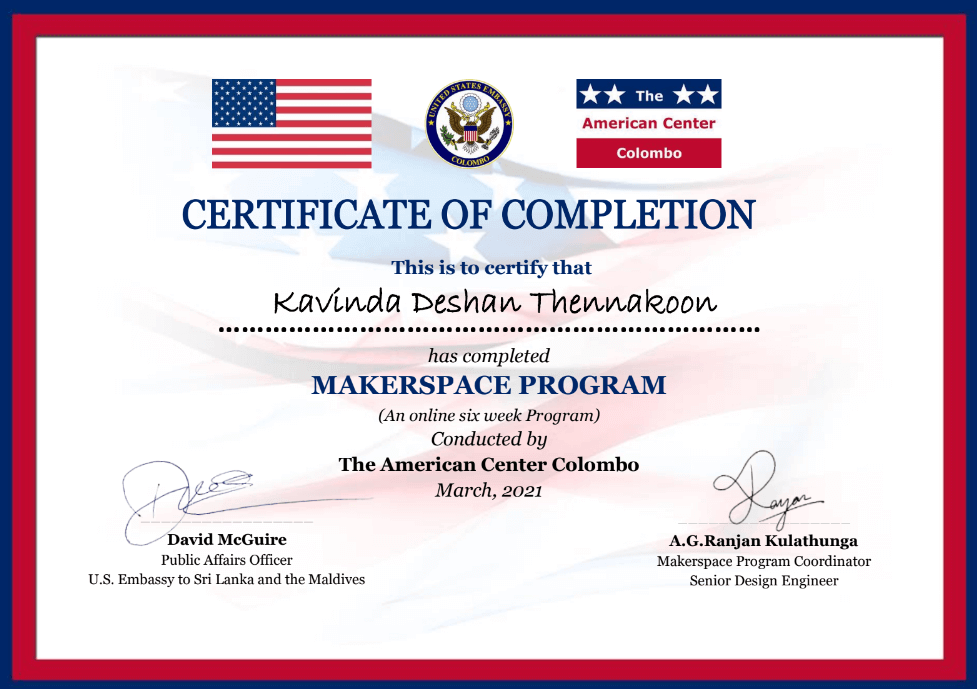 UNITED STATES EMBASSY
COLOMBO
The
American Center
Colombo
CERTIFICATE OF COMPLETION
This is to certify that
Kavinda Deshan Thennakoon
has completed
MAKERSPACE PROGRAM
(An online six week Program)
Conducted by
The American Center Colombo
March, 2021
David McGuire
Public Affairs Officer
U.S. Embassy to Sri Lanka and the Maldives
A.G.Ranjan Kulathunga
Makerspace Program Coordinator
Senior Design Engineer